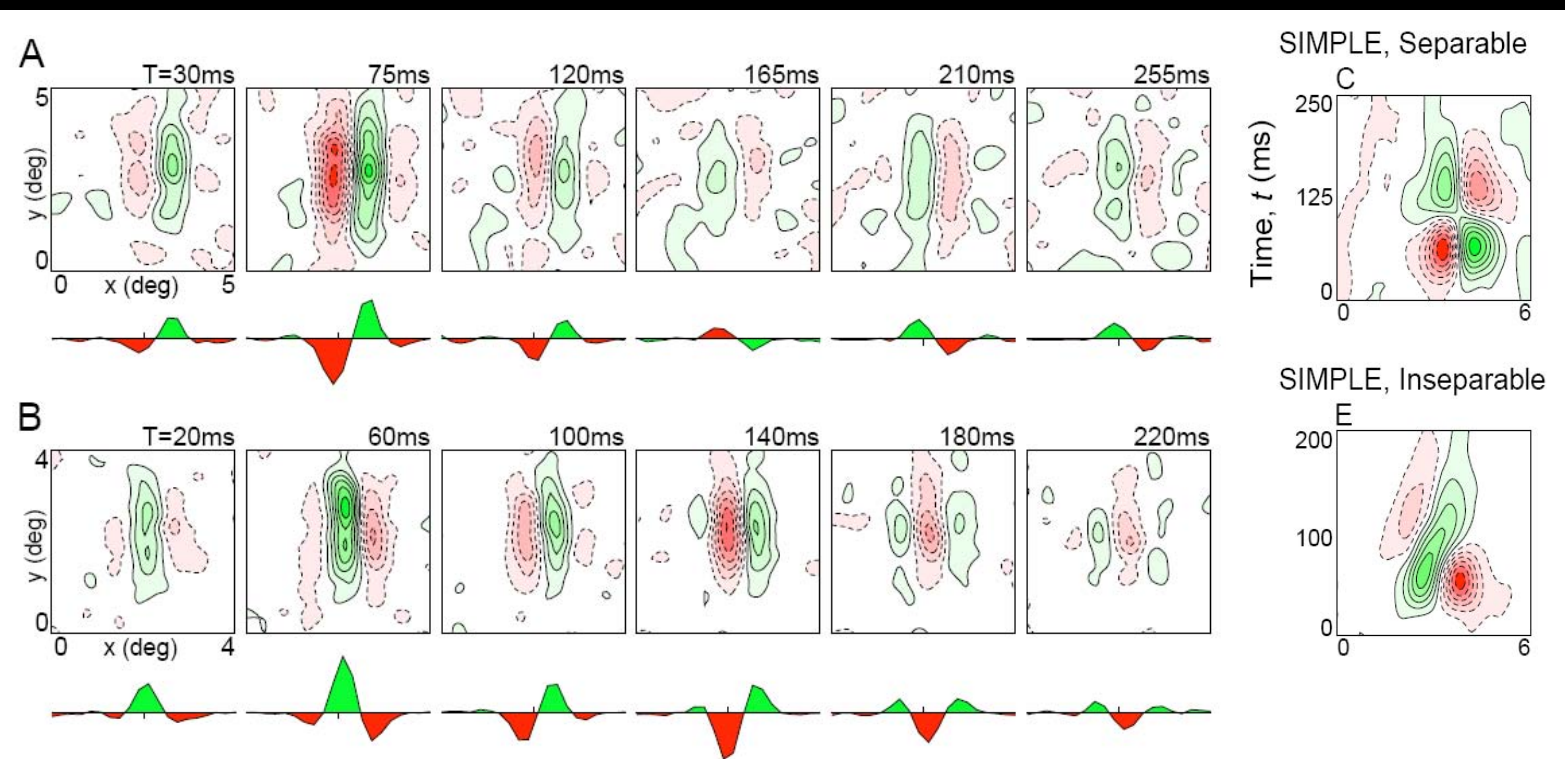 A
T=30ms 75ms 120ms 165ms 210ms 255ms
5
y (deg)
0
0 x (deg) 5
B
T=20ms 60ms 100ms 140ms 180ms 220ms
4
y (deg)
0
0 x (deg) 4
SIMPLE, Separable
C
250
125
0
Time, t (ms)
0 6
SIMPLE, Inseparable
E
200
100
0
0 6